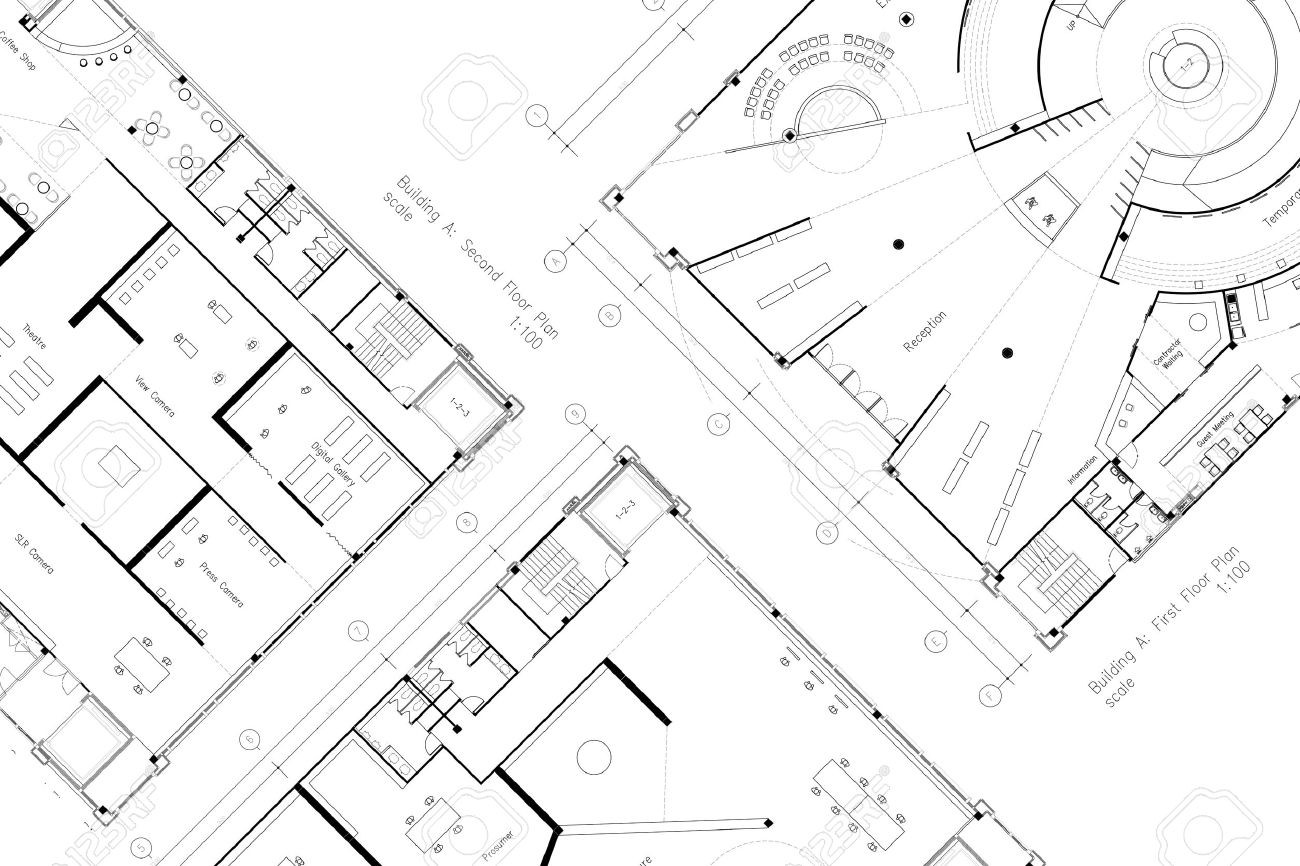 Coffee Shop
Theatre
View Camera
Digital Gallery
SLR Camera
Press Camera
1-2-3
Building A: Second Floor Plan
scale
1:100
1
A
B
C
D
E
F
9
8
7
6
5
UP
1-2
Reception
Contractor
Waiting
Guest Meeting
Information
Building A: First Floor Plan
scale
1:100
1-2-3
Prosumer
123RF